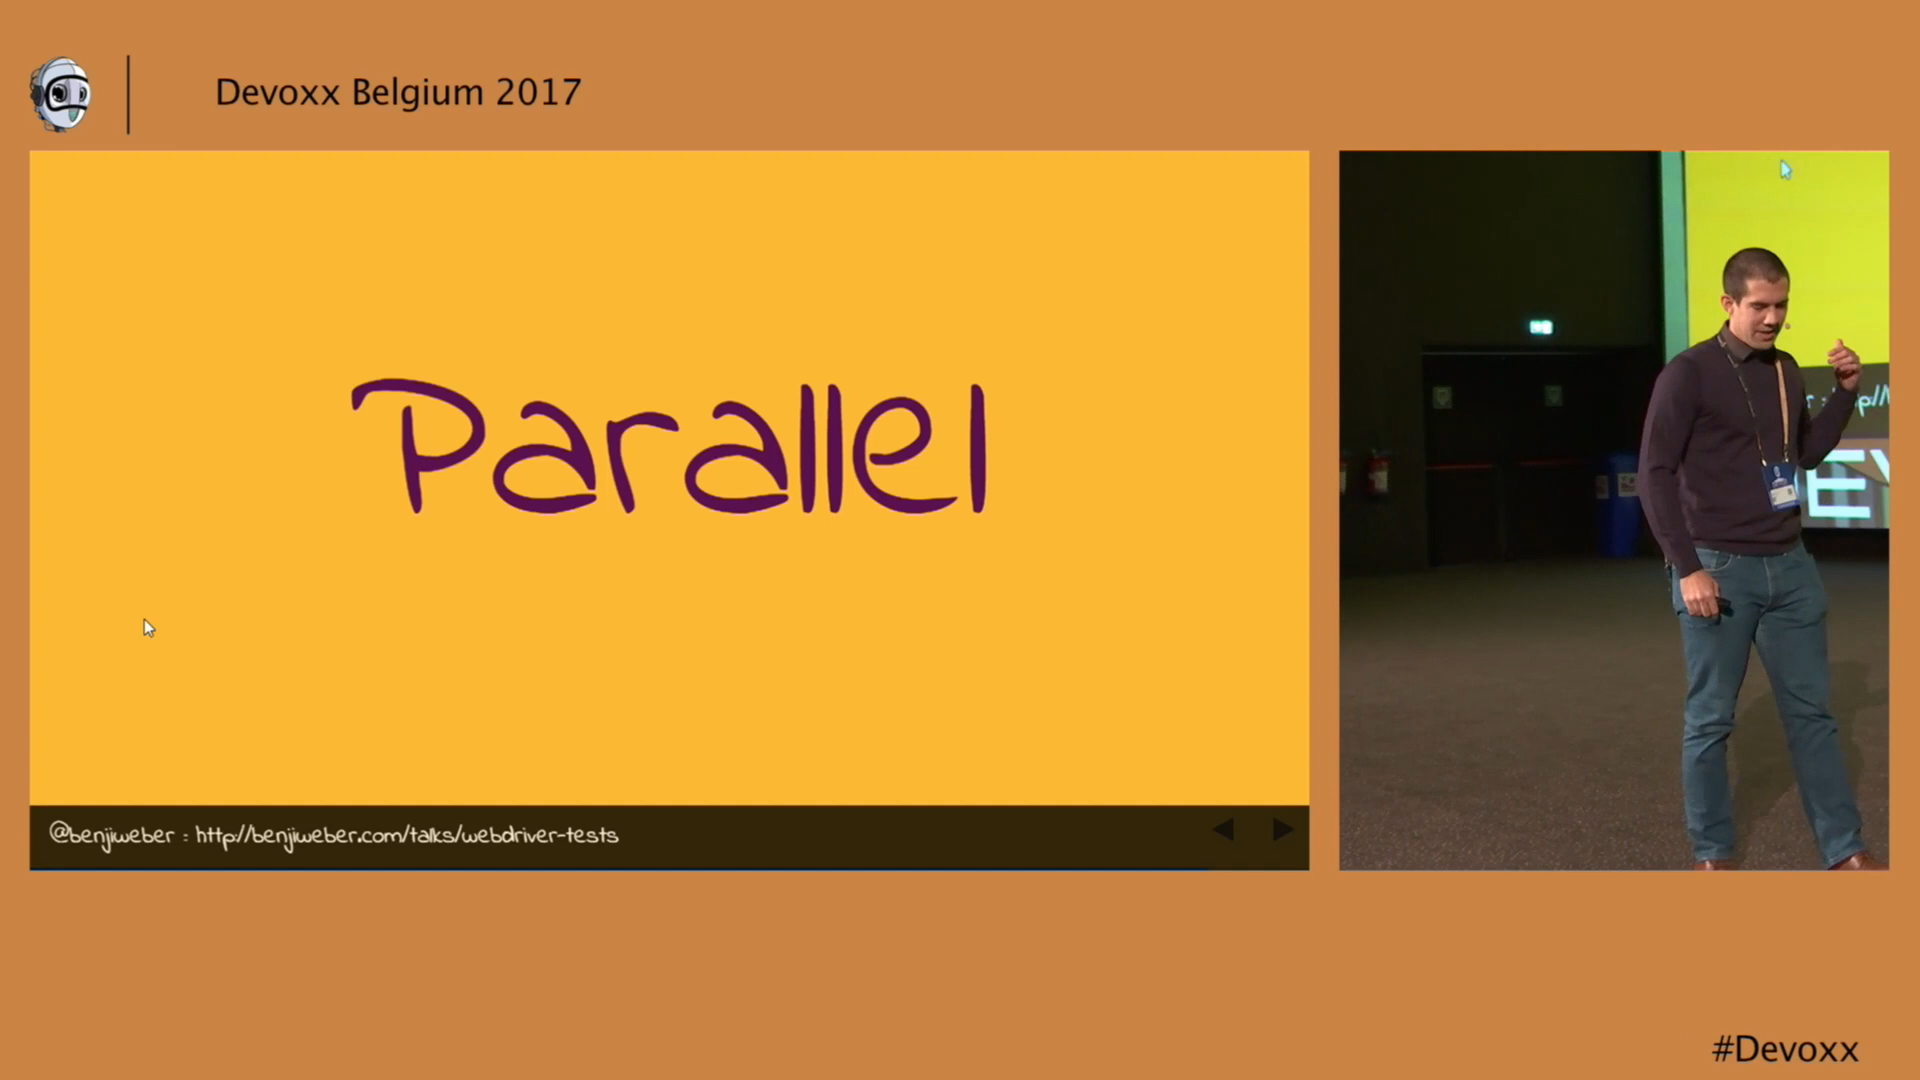 Devoxx Belgium 2017
Parallel
@benjiweber : http://benjiweber.com/talks/webdriver-tests
#Devoxx